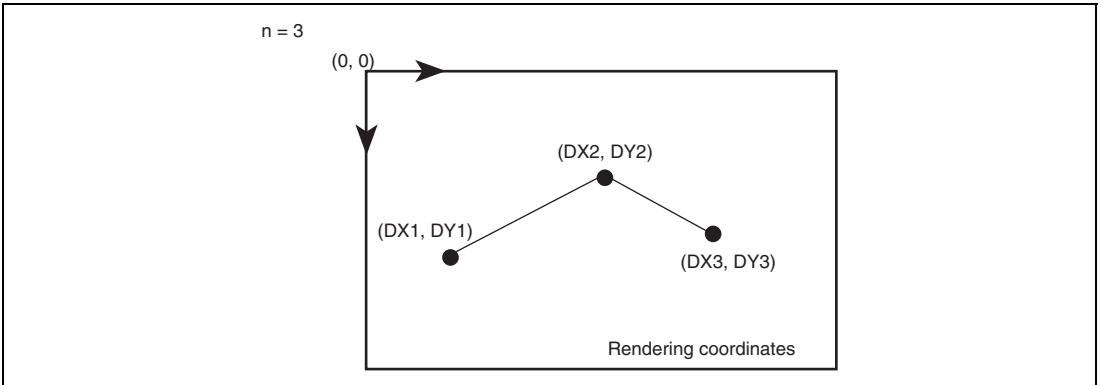 n = 3
(0, 0)
(DX2, DY2)
(DX1, DY1)
(DX3, DY3)
Rendering coordinates